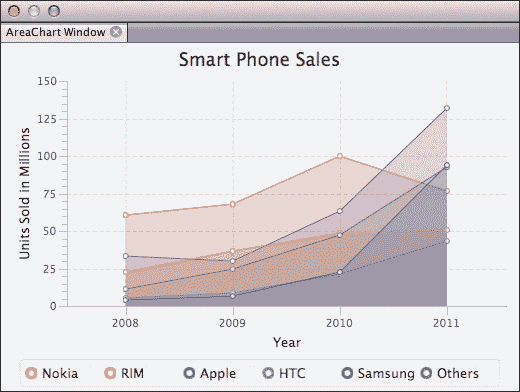 AreaChart Window
Smart Phone Sales
Units Sold in Millions
150
125
100
75
50
25
0
2008 2009 2010 2011
Year
Nokia RIM Apple HTC Samsung Others